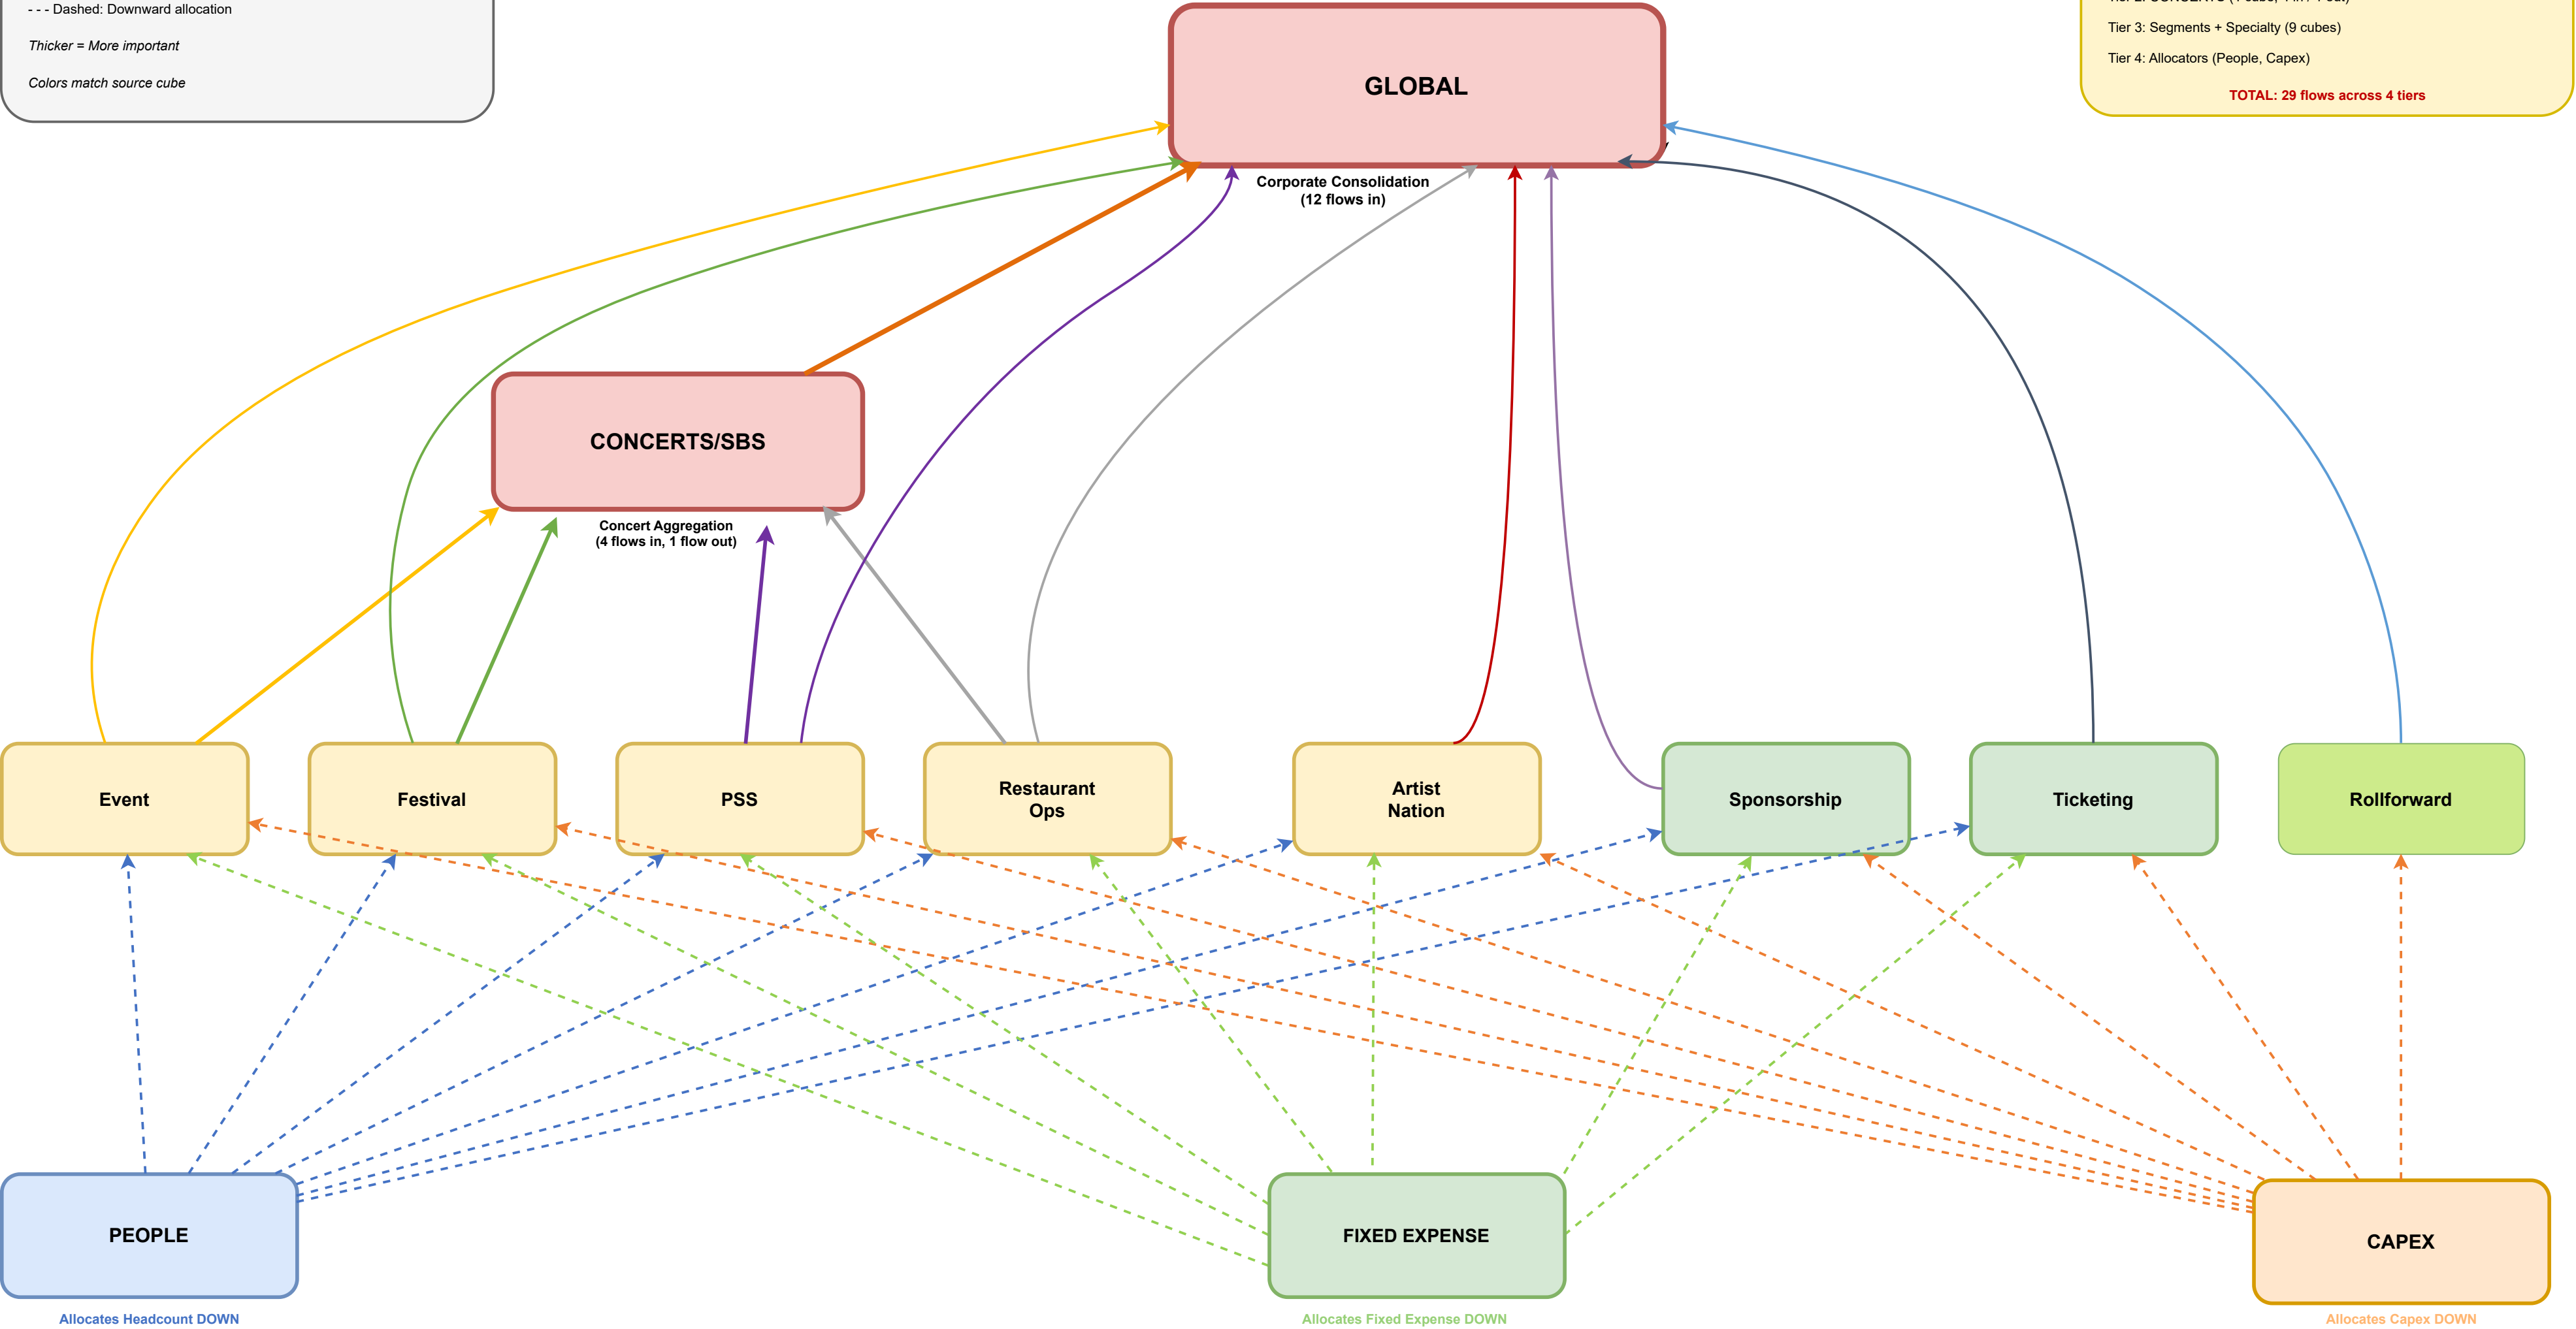 - - - Dashed: Downward allocation
Thicker = More important
Colors match source cube
Tier 3: Segments + Specialty (9 cubes)
Tier 4: Allocators (People, Capex)
TOTAL: 29 flows across 4 tiers
GLOBAL
Corporate Consolidation
(12 flows in)
CONCERTS/SBS
Concert Aggregation
(4 flows in, 1 flow out)
Event
Festival
PSS
Restaurant
Ops
Artist
Nation
Sponsorship
Ticketing
Rollforward
PEOPLE
FIXED EXPENSE
CAPEX
Allocates Headcount DOWN
Allocates Fixed Expense DOWN
Allocates Capex DOWN